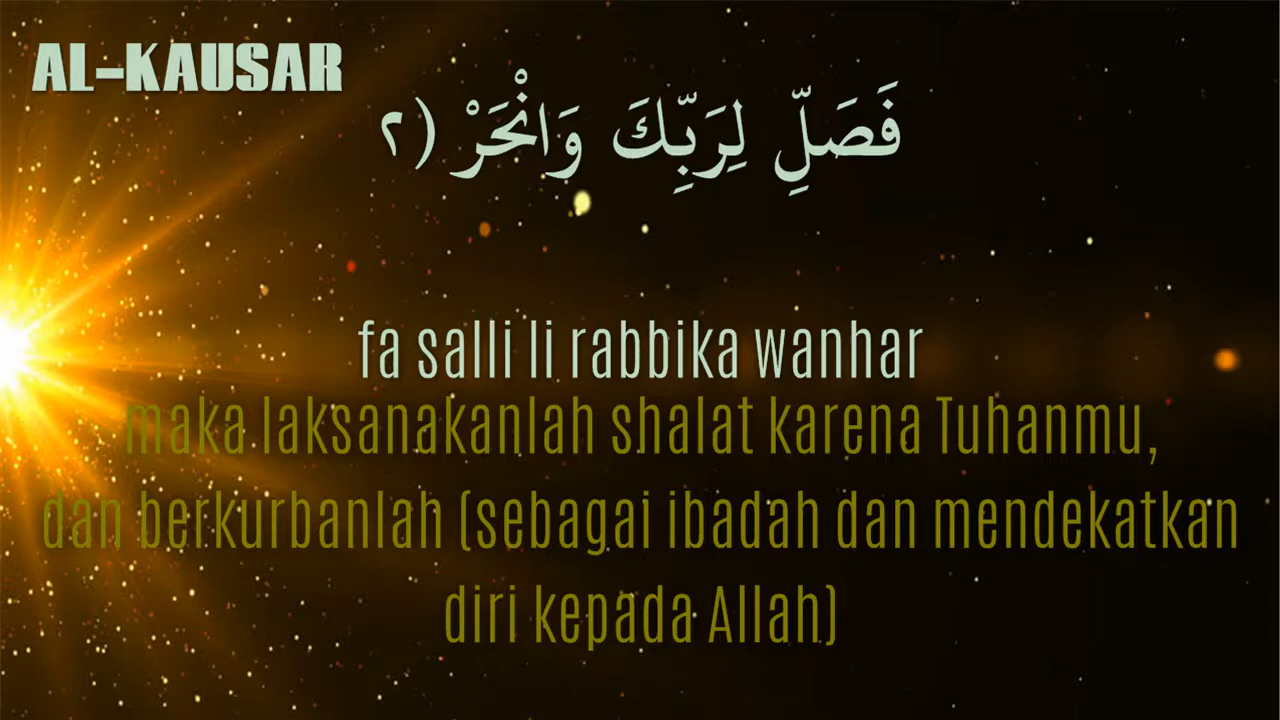 AL-KAUSAR
فَصَلِّ لِرَبِّكَ وَانْحَرْ (٢
fa salli li rabbika wanhar
maka laksanakanlah shalat karena Tuhanmu,
dan berkurbanlah (sebagai ibadah dan mendekatkan
diri kepada Allah)